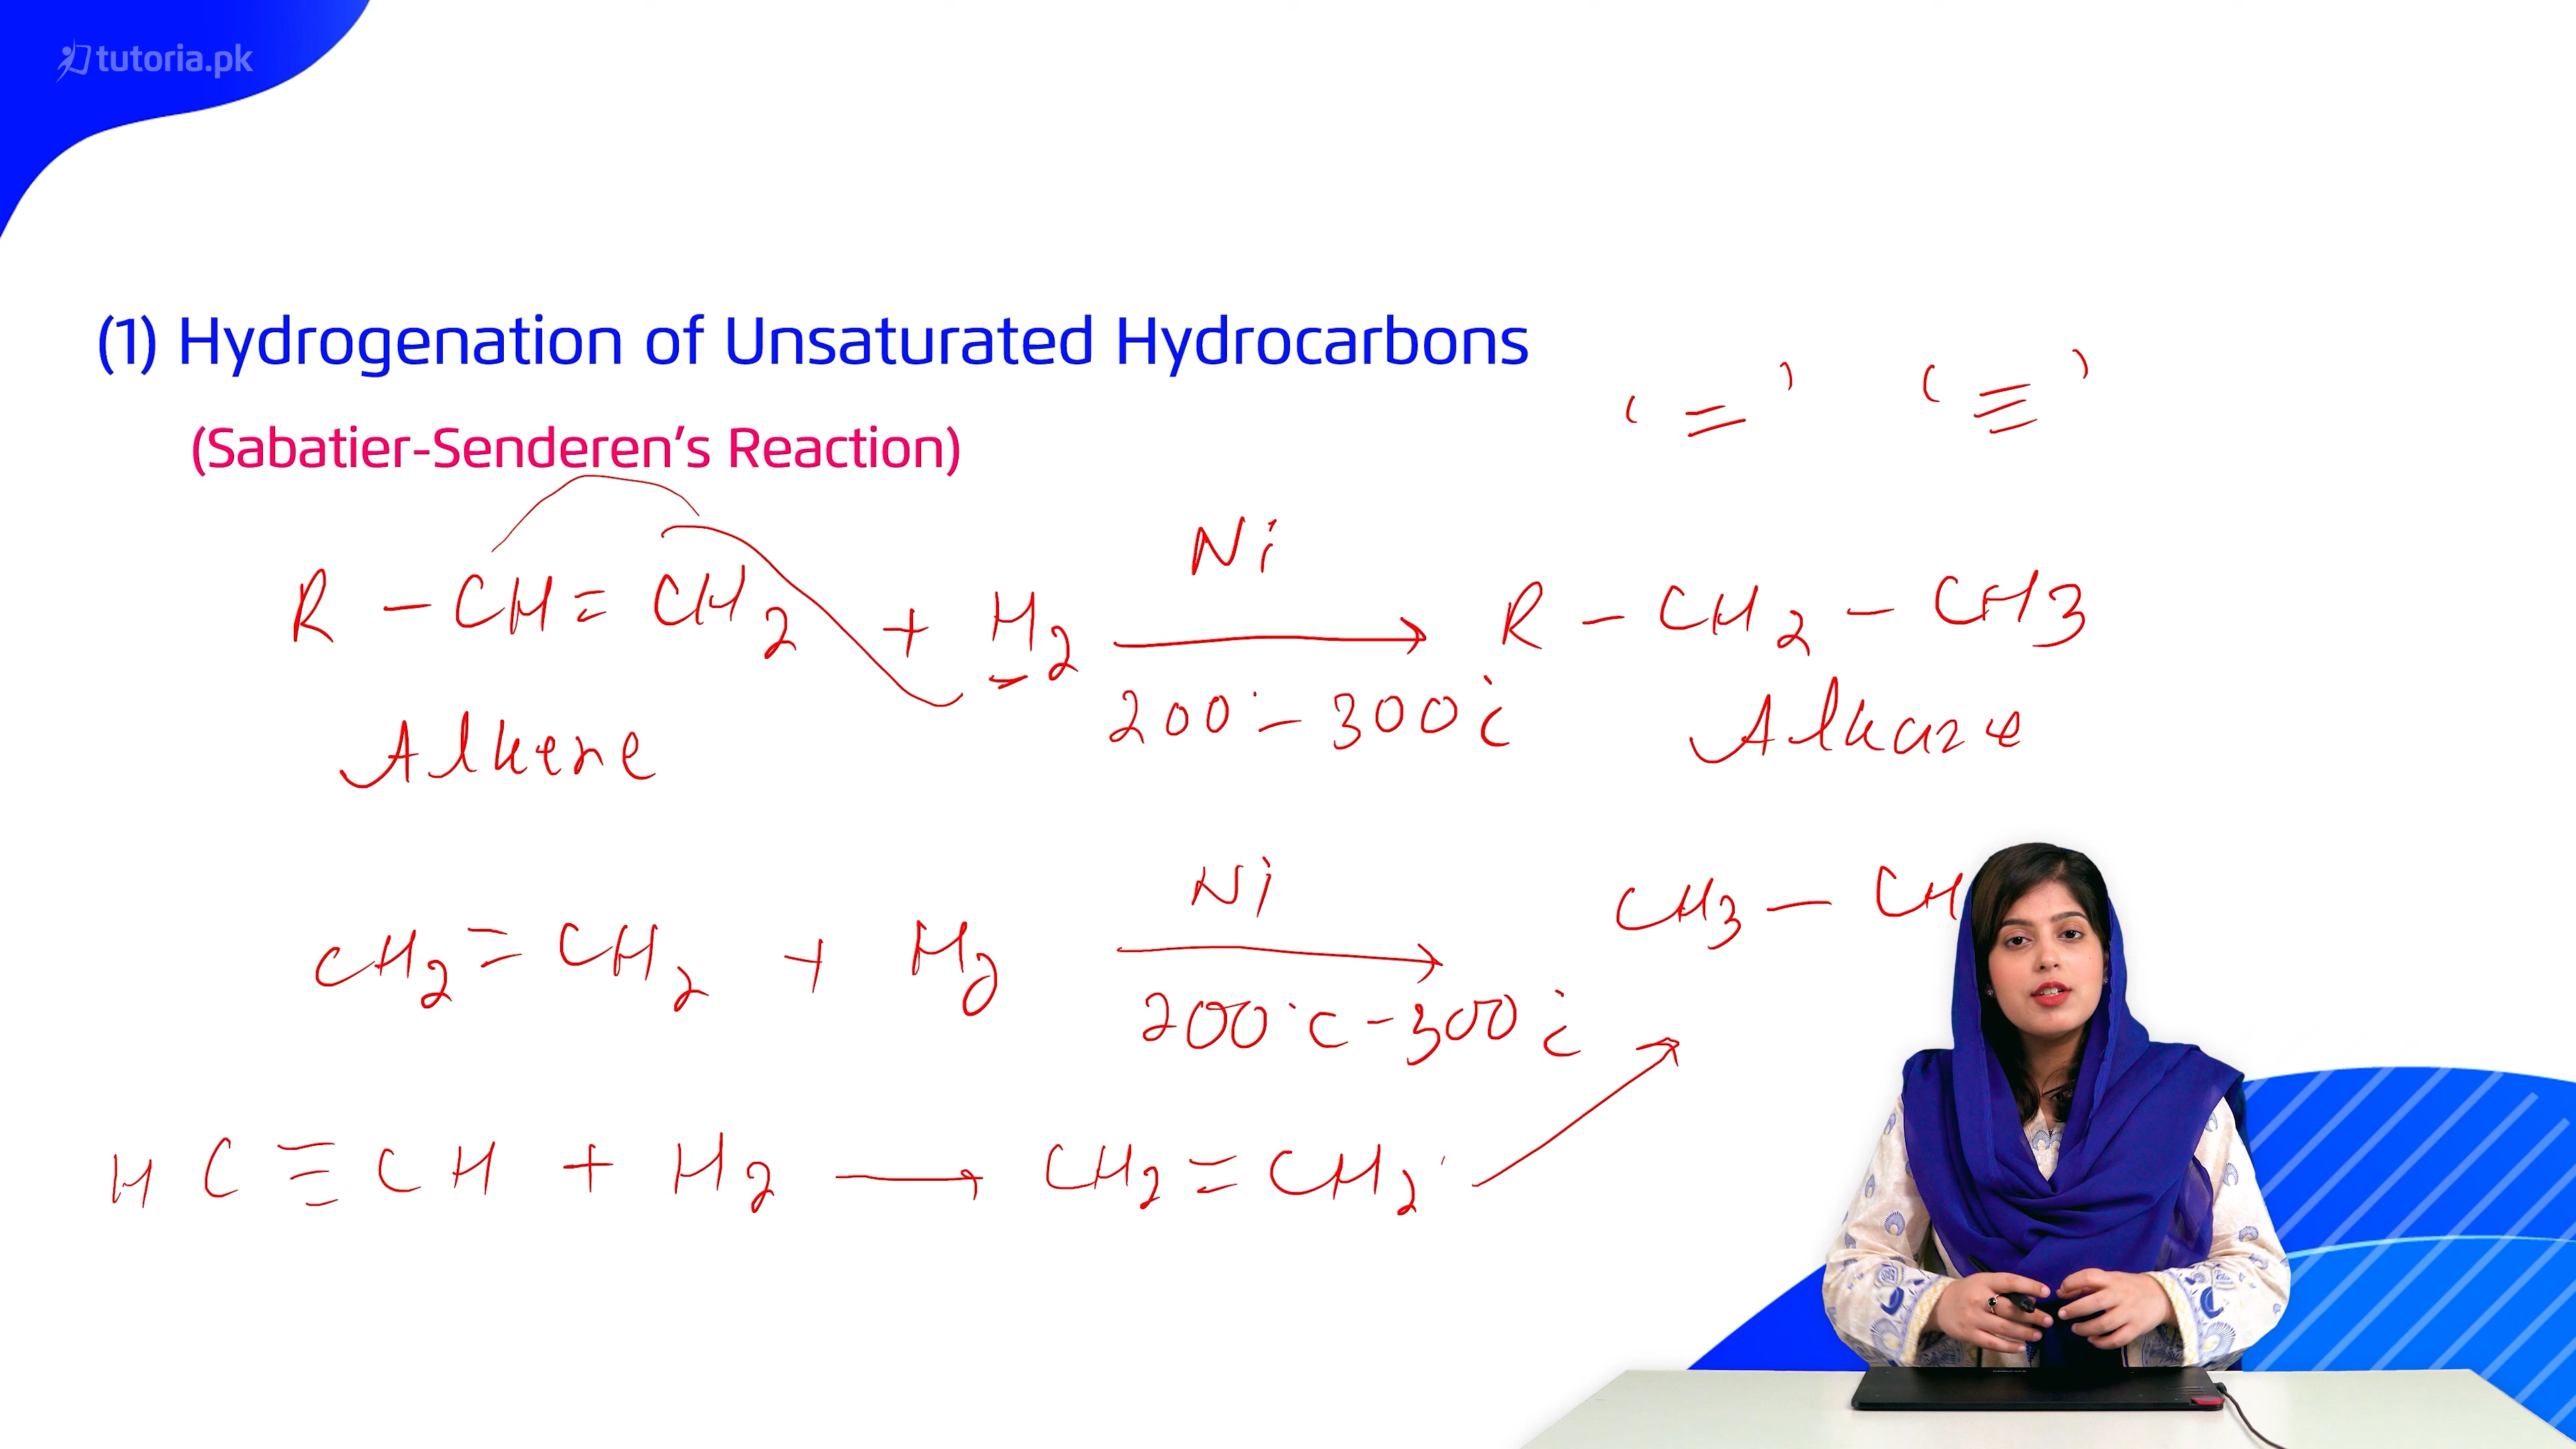 tutoria.pk
(1) Hydrogenation of Unsaturated Hydrocarbons
(Sabatier-Senderen's Reaction)
( = ) ( ≡ )
Ni
R – CH = CH2 + H2 ⟶ R – CH2 – CH3
200° – 300°C
Alkene Alkane
Ni
CH2 = CH2 + H2 ⟶ CH3 – CH
200°C – 300°C
HC ≡ CH + H2 ⟶ CH2 = CH2